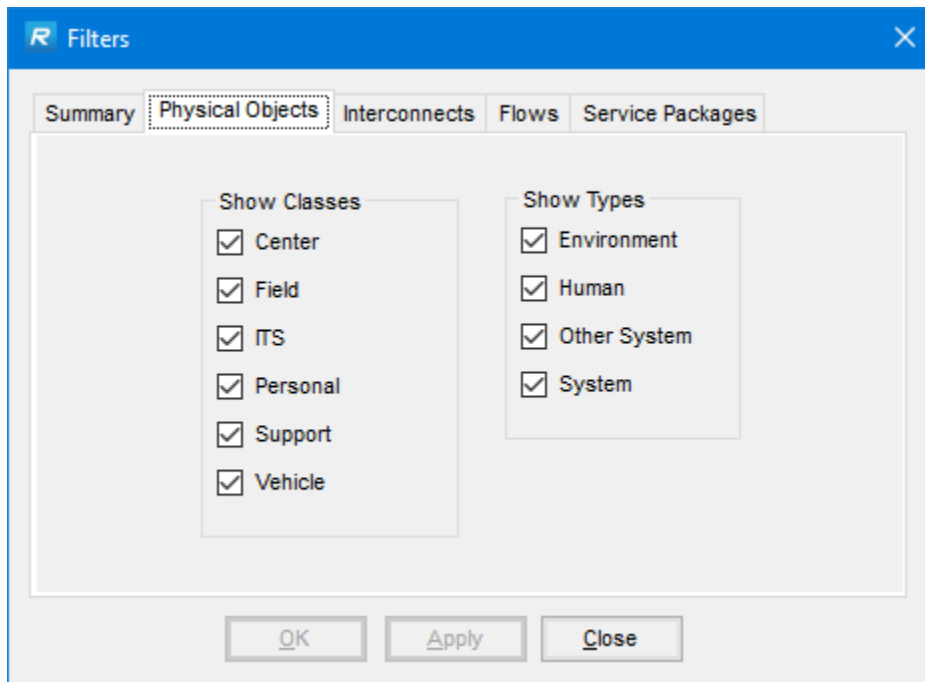 R Filters
Summary Physical Objects Interconnects Flows Service Packages
Show Classes
Center
Field
ITS
Personal
Support
Vehicle
Show Types
Environment
Human
Other System
System
OK Apply Close